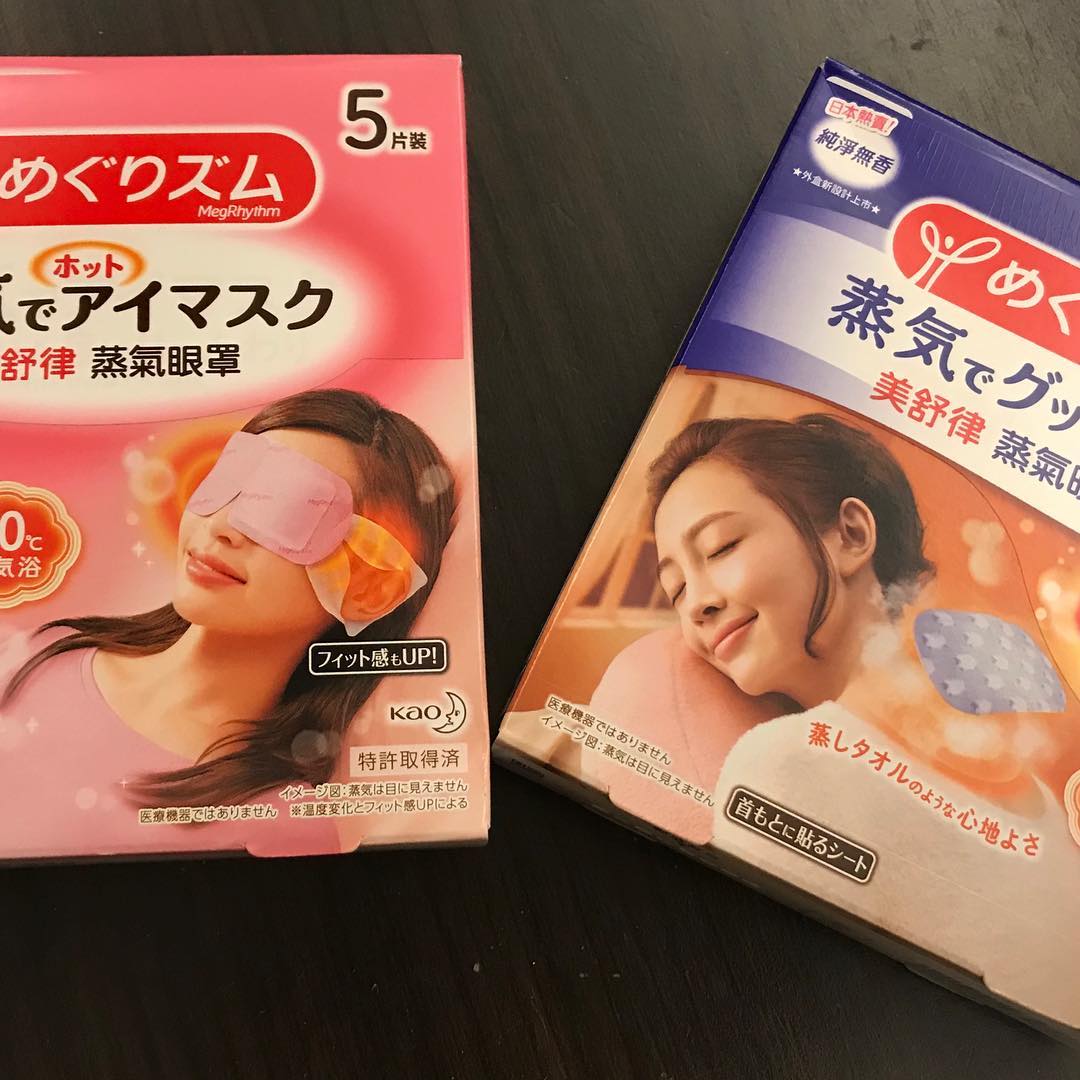 5片裝
めぐりズム
MegRhythm
ホット
気でアイマスク
舒律 蒸氣眼罩
0℃
気浴
フィット感もUP!
Kao
特許取得済
イメージ図:蒸気は目に見えません
医療機器ではありません
※温度変化とフィット感UPによる
日本熱賣!
純淨無香
★外盒新設計上市★
めぐ
蒸気でグッ
美舒律 蒸氣
医療機器ではありません
イメージ図:蒸気は目に見えません
蒸しタオルのような心地よさ
首もとに貼るシート